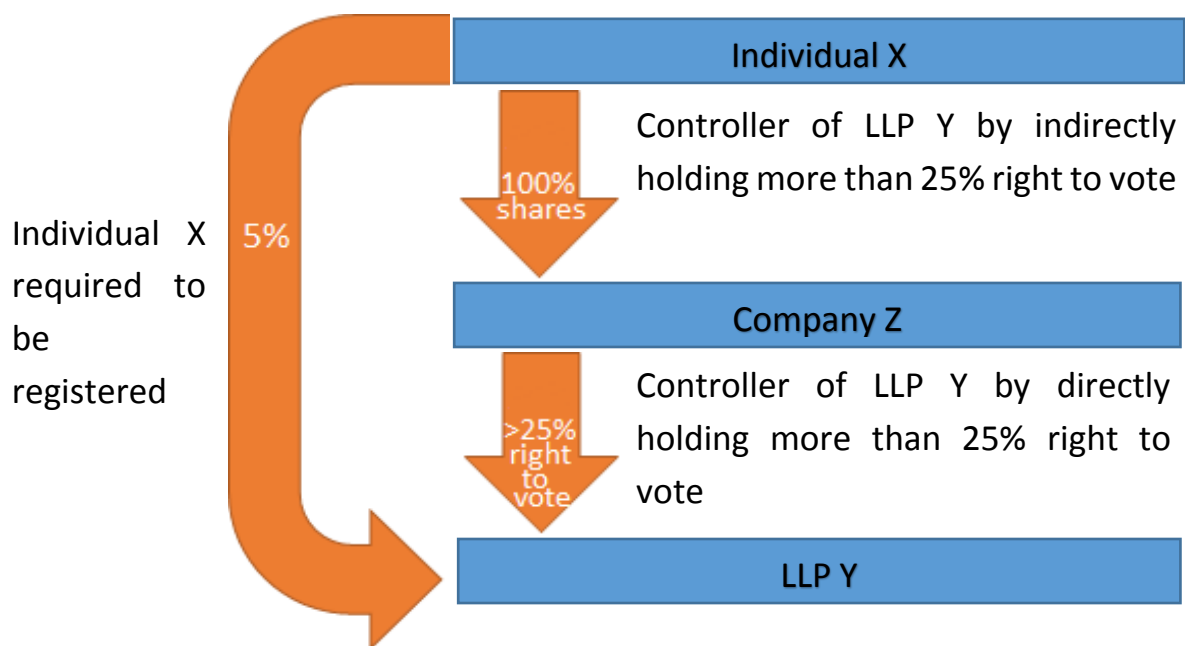 Individual X
Controller of LLP Y by indirectly
holding more than 25% right to vote
100%
shares
Individual X
required to
be
registered
5%
Company Z
Controller of LLP Y by directly
holding more than 25% right to
vote
>25%
right
to
vote
LLP Y